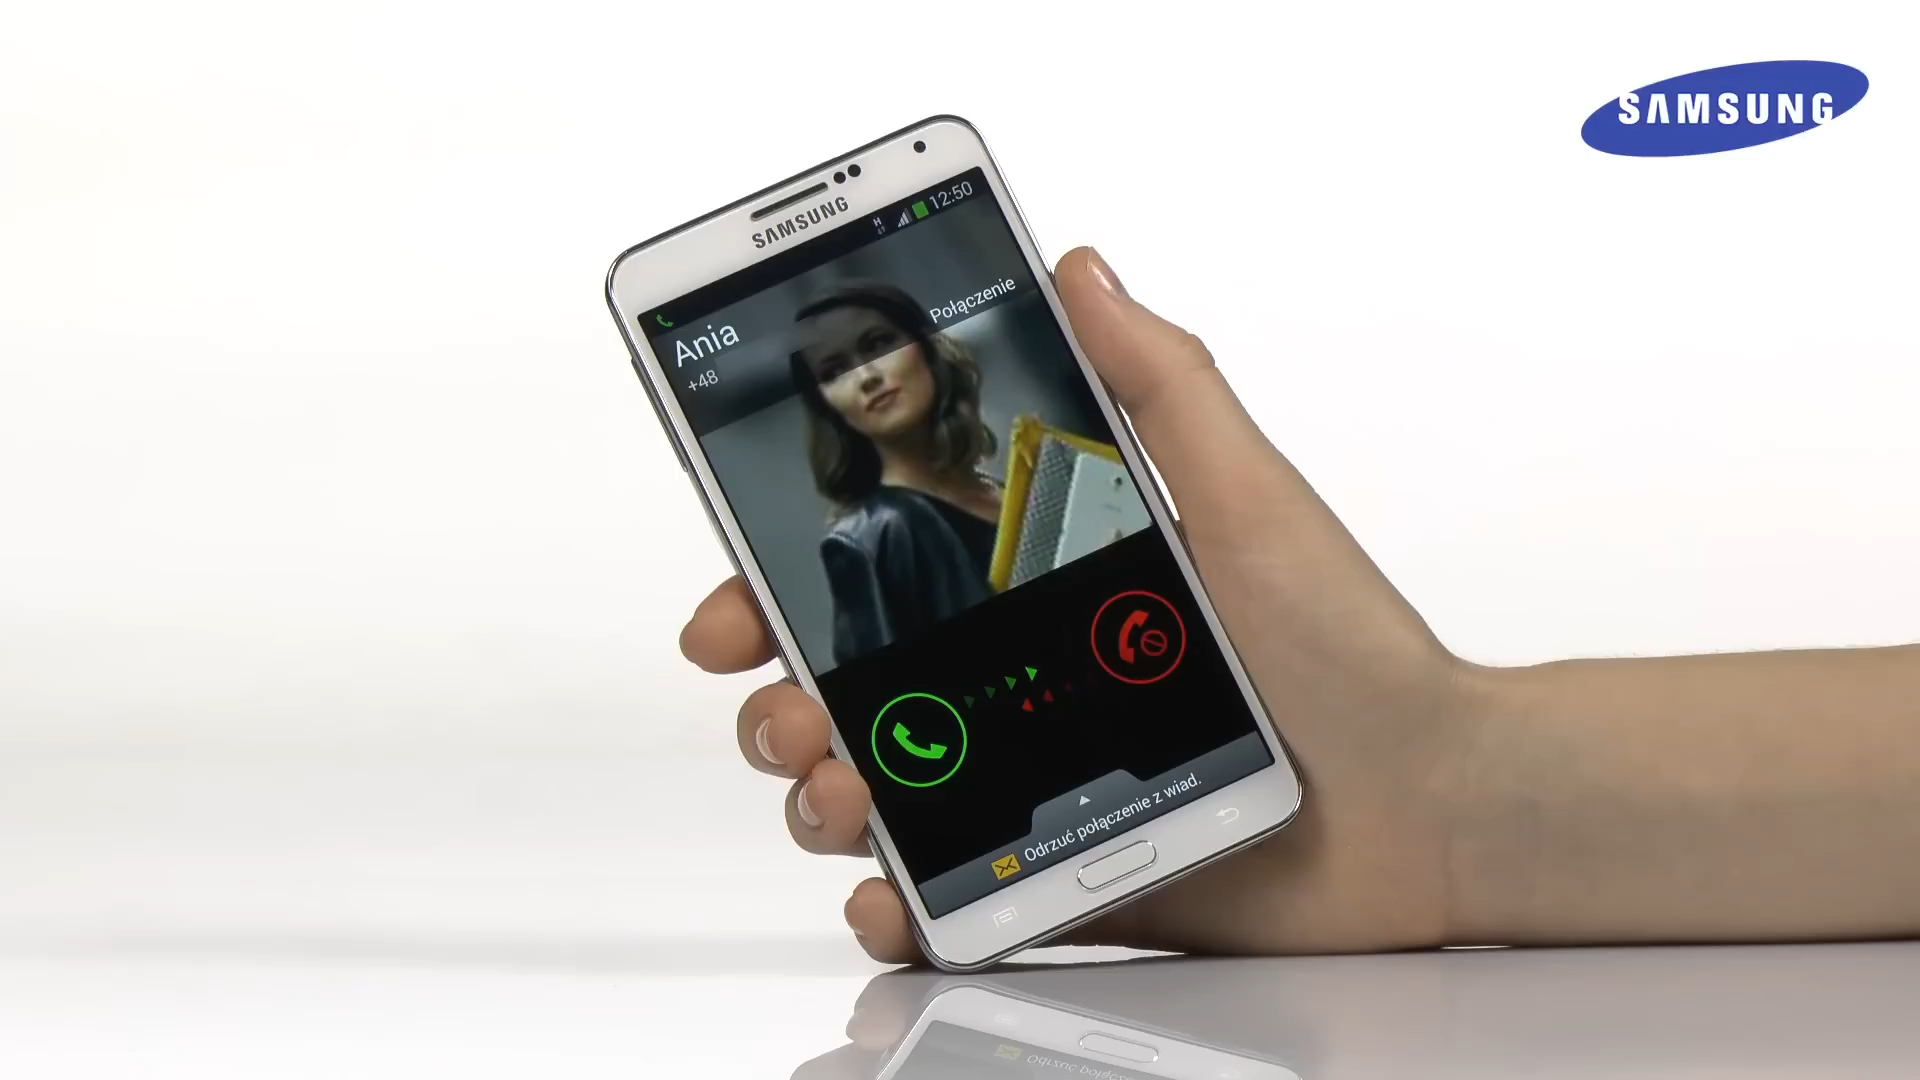 SAMSUNG
SAMSUNG
12:50
Ania
Połączenie
+48
Odrzuć połączenie z wiad.